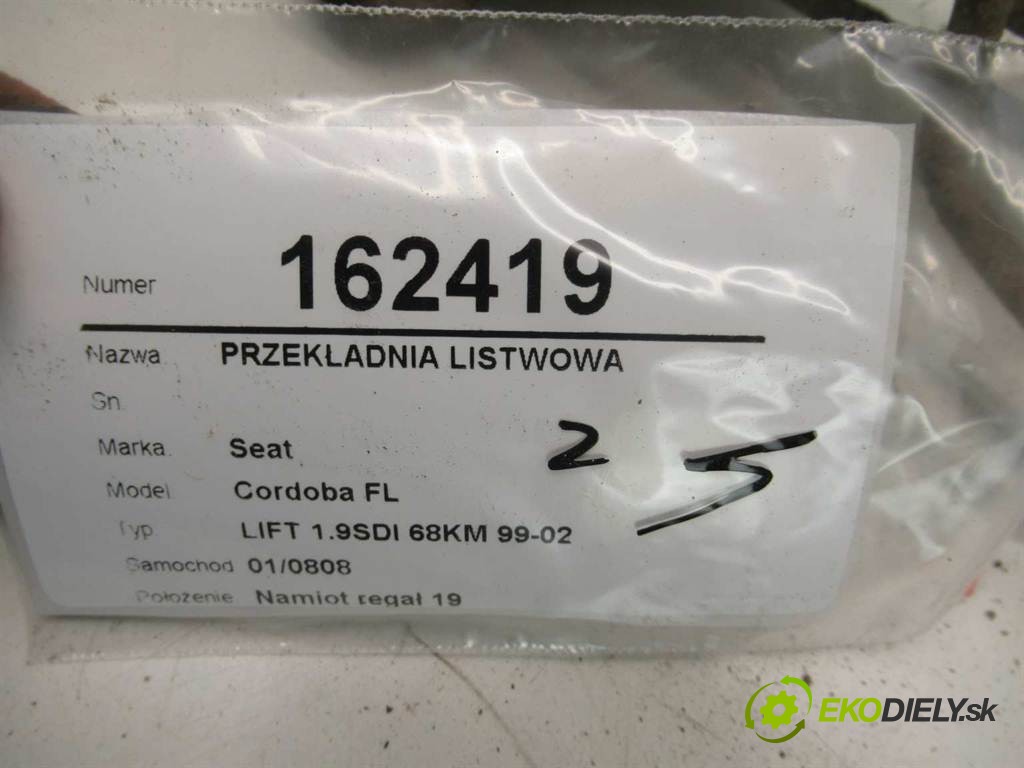 Numer 162419
Nazwa PRZEKŁADNIA LISTWOWA
Sn
Marka Seat
Model Cordoba FL
Typ LIFT 1.9SDI 68KM 99-02
Samochod 01/0808
Położenie Namiot regał 19
2 5
EKODIELY.sk